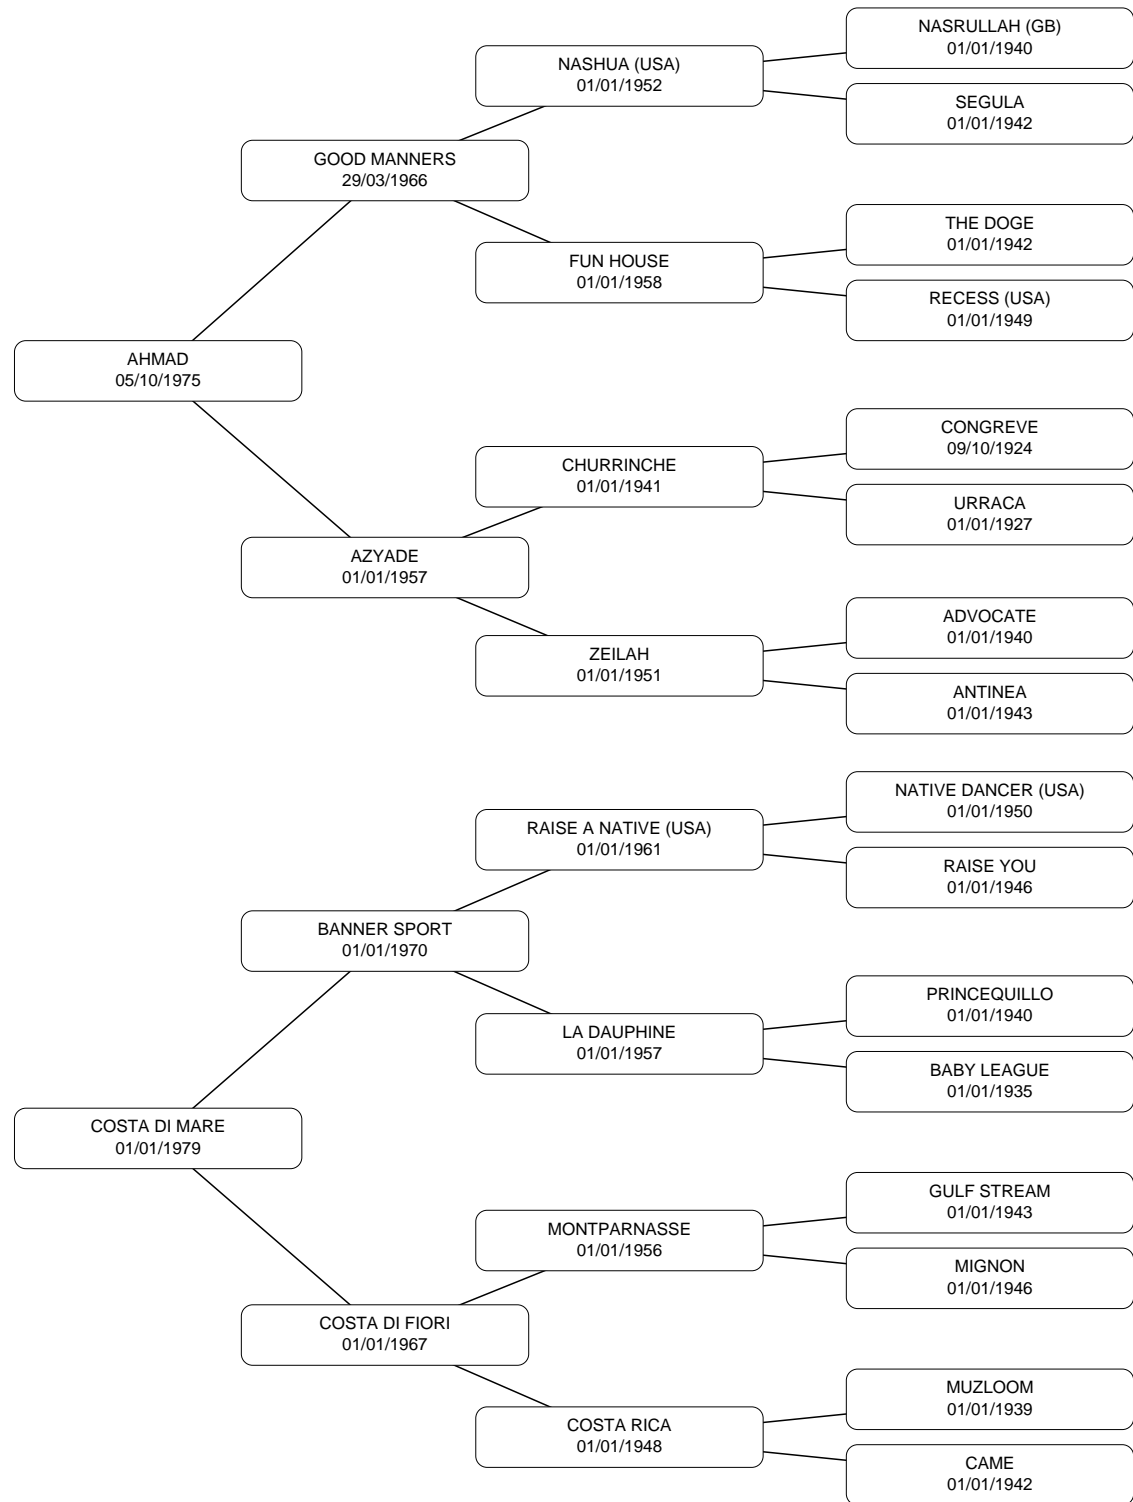 NASRULLAH (GB)
01/01/1940
NASHUA (USA)
01/01/1952
SEGULA
01/01/1942
GOOD MANNERS
29/03/1966
THE DOGE
01/01/1942
FUN HOUSE
01/01/1958
RECESS (USA)
01/01/1949
AHMAD
05/10/1975
CONGREVE
09/10/1924
CHURRINCHE
01/01/1941
URRACA
01/01/1927
AZYADE
01/01/1957
ADVOCATE
01/01/1940
ZEILAH
01/01/1951
ANTINEA
01/01/1943
NATIVE DANCER (USA)
01/01/1950
RAISE A NATIVE (USA)
01/01/1961
RAISE YOU
01/01/1946
BANNER SPORT
01/01/1970
PRINCEQUILLO
01/01/1940
LA DAUPHINE
01/01/1957
BABY LEAGUE
01/01/1935
COSTA DI MARE
01/01/1979
GULF STREAM
01/01/1943
MONTPARNASSE
01/01/1956
MIGNON
01/01/1946
COSTA DI FIORI
01/01/1967
MUZLOOM
01/01/1939
COSTA RICA
01/01/1948
CAME
01/01/1942